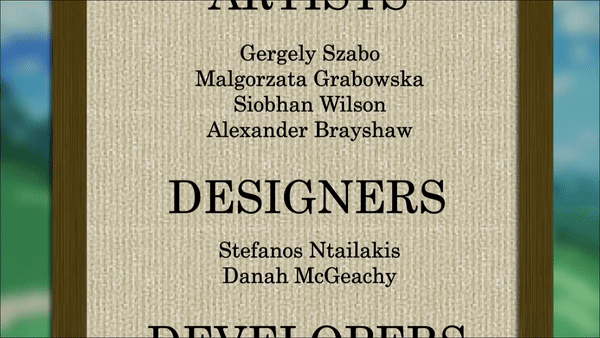 ARTISTS
Gergely Szabo
Malgorzata Grabowska
Siobhan Wilson
Alexander Brayshaw
DESIGNERS
Stefanos Ntailakis
Danah McGeachy
DEVELOPERS